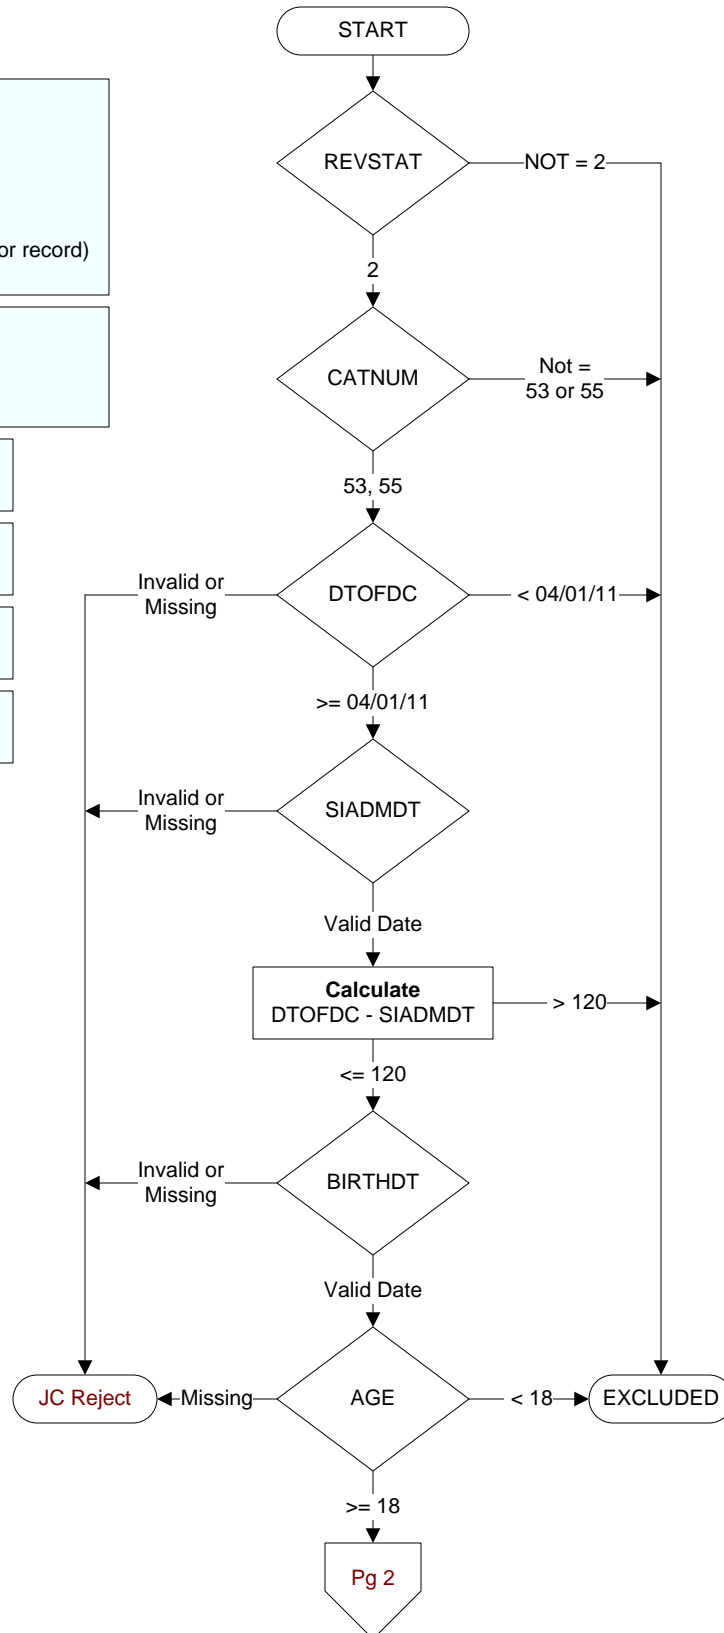 START
REVSTAT
NOT = 2
or record)
2
CATNUM
Not =
53 or 55
53, 55
Invalid or
Missing
DTOFDC
< 04/01/11
>= 04/01/11
Invalid or
Missing
SIADMDT
Valid Date
Calculate
DTOFDC - SIADMDT
> 120
<= 120
Invalid or
Missing
BIRTHDT
Valid Date
JC Reject
Missing
AGE
< 18
EXCLUDED
>= 18
Pg 2